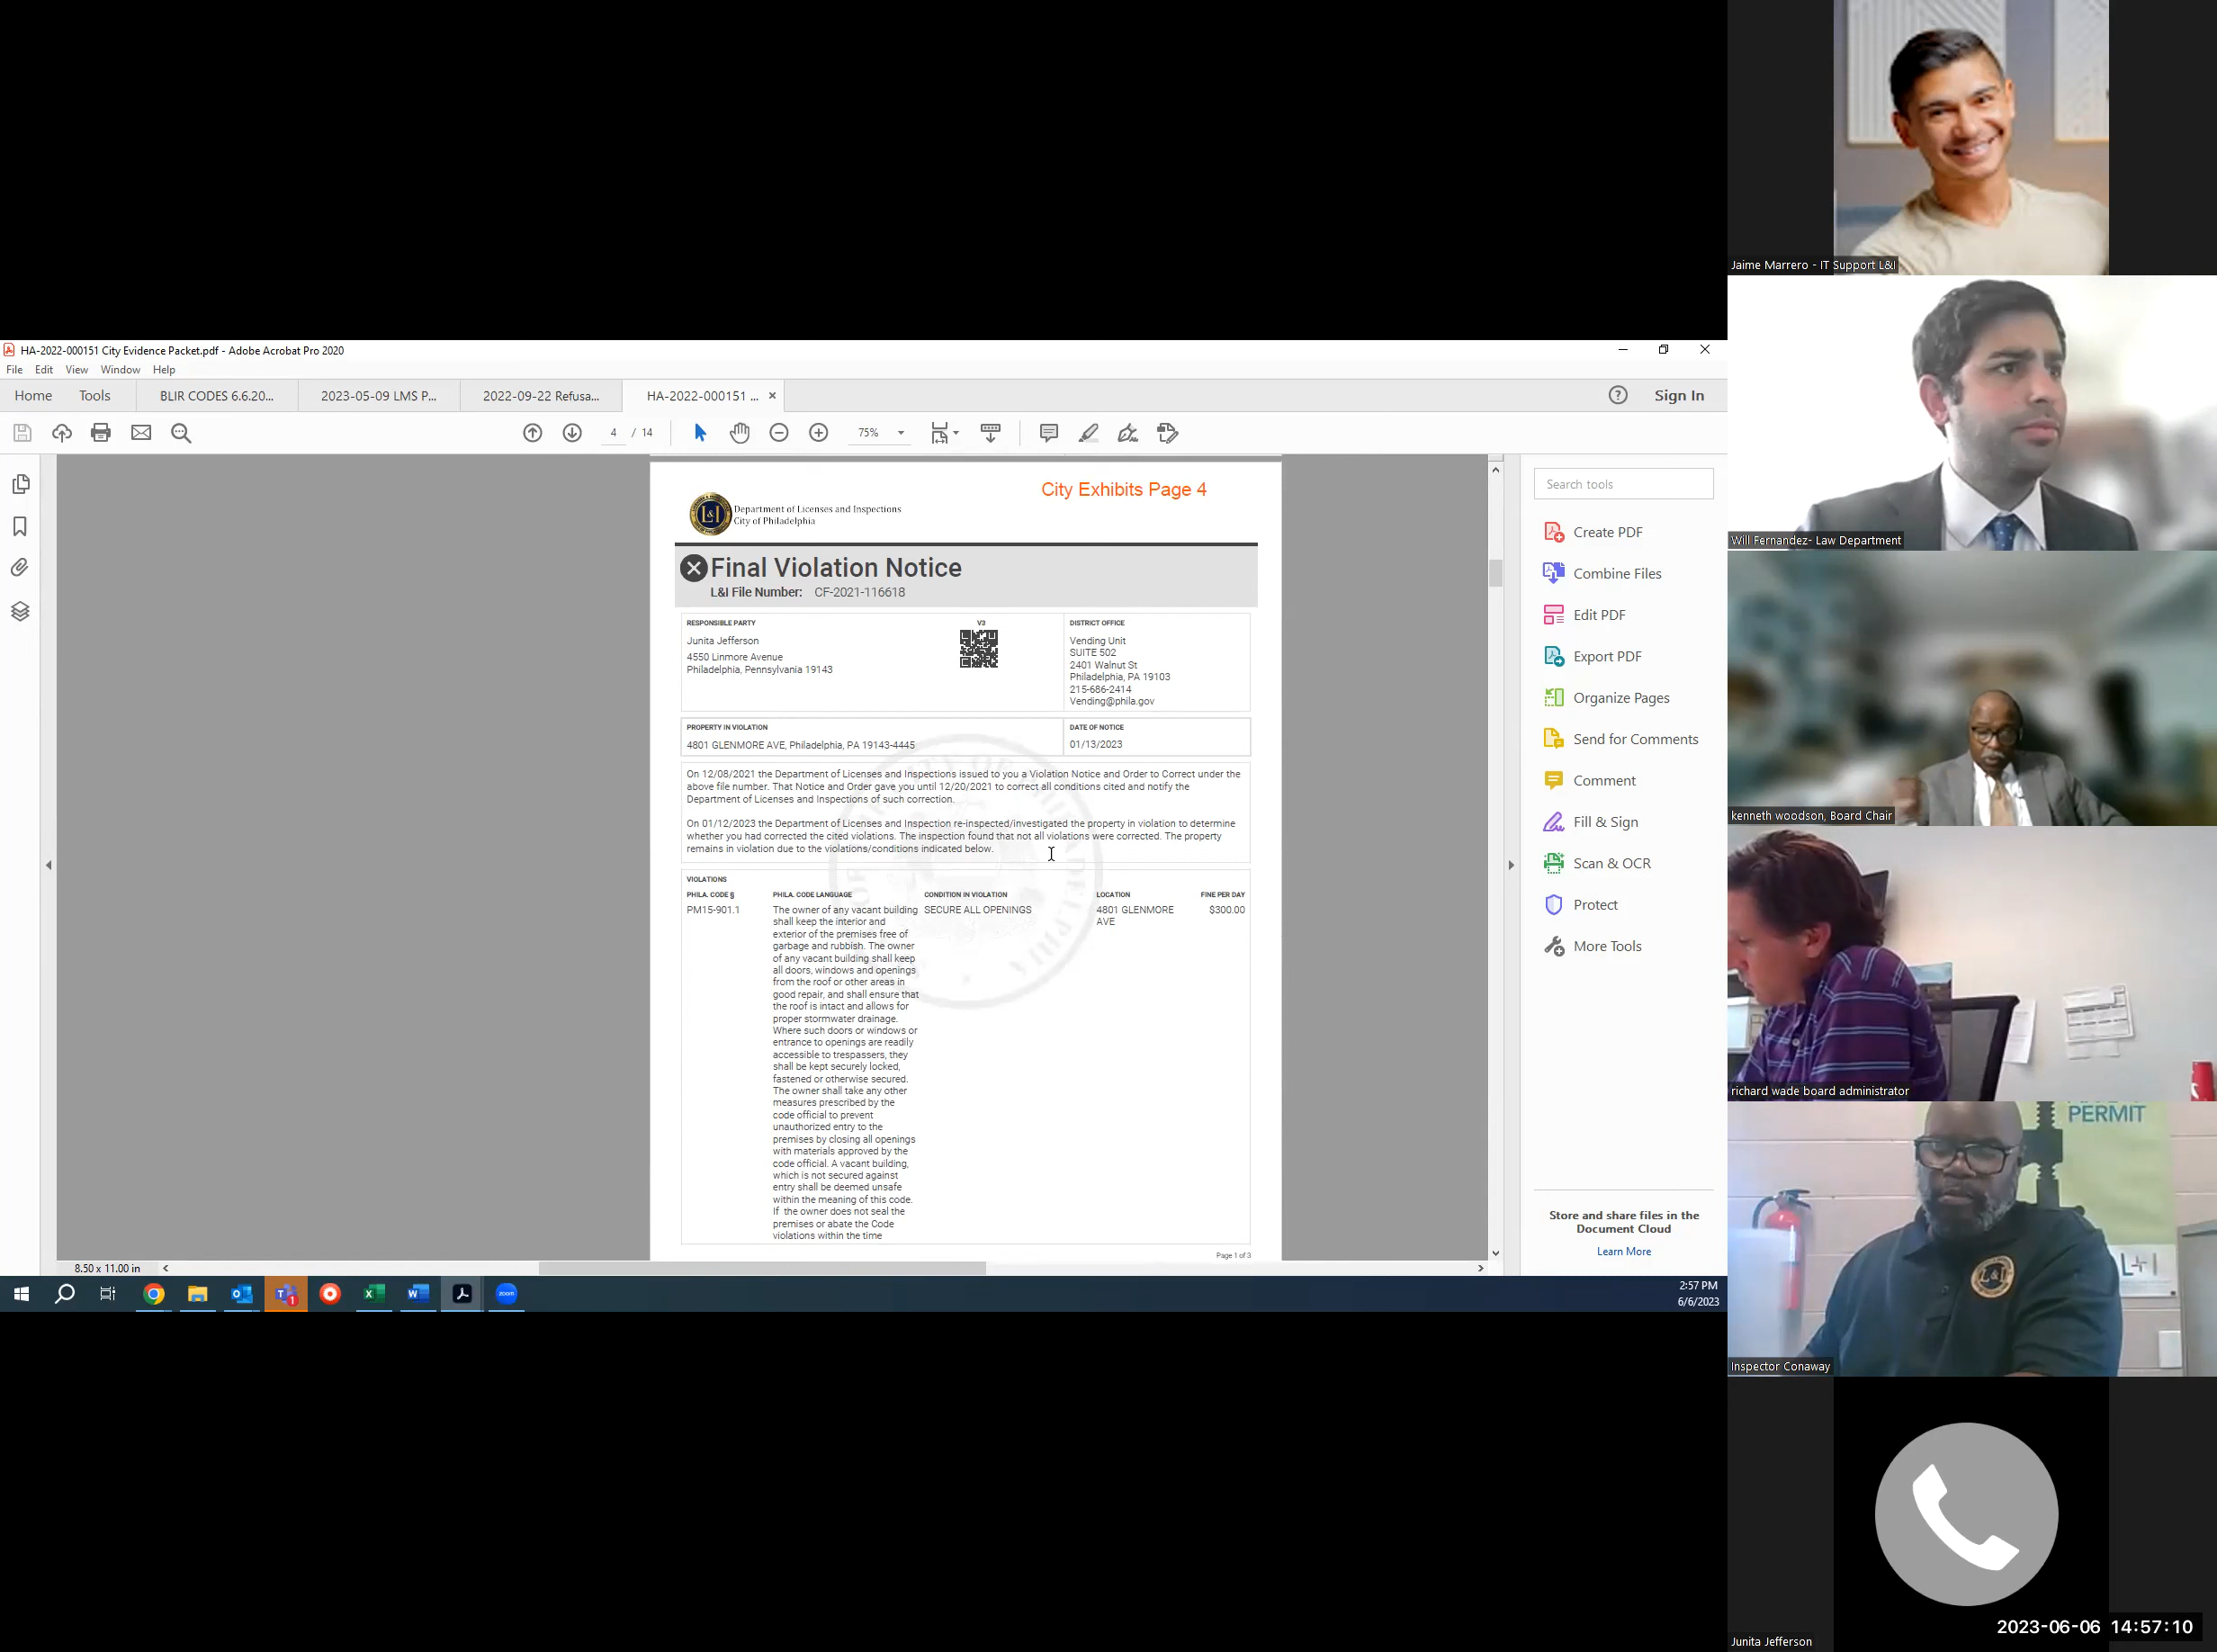 Jaime Marrero - IT Support L&I
Will Fernandez- Law Department
kenneth woodson, Board Chair
richard wade board administrator
PERMIT
L+I
L&I
Inspector Conaway
Junita Jefferson
2023-06-06 14:57:10
HA-2022-000151 City Evidence Packet.pdf - Adobe Acrobat Pro 2020
File Edit View Window Help
Home Tools BLIR CODES 6.6.20... 2023-05-09 LMS P... 2022-09-22 Refusa... HA-2022-000151 ... × Sign In
4 / 14 75%
City Exhibits Page 4
L&I
Department of Licenses and Inspections
City of Philadelphia
Final Violation Notice
L&I File Number: CF-2021-116618
RESPONSIBLE PARTY
Junita Jefferson
4550 Linmore Avenue
Philadelphia, Pennsylvania 19143
V3
DISTRICT OFFICE
Vending Unit
SUITE 502
2401 Walnut St
Philadelphia, PA 19103
215-686-2414
Vending@phila.gov
PROPERTY IN VIOLATION
4801 GLENMORE AVE, Philadelphia, PA 19143-4445
DATE OF NOTICE
01/13/2023
On 12/08/2021 the Department of Licenses and Inspections issued to you a Violation Notice and Order to Correct under the
above file number. That Notice and Order gave you until 12/20/2021 to correct all conditions cited and notify the
Department of Licenses and Inspections of such correction.
On 01/12/2023 the Department of Licenses and Inspection re-inspected/investigated the property in violation to determine
whether you had corrected the cited violations. The inspection found that not all violations were corrected. The property
remains in violation due to the violations/conditions indicated below.
VIOLATIONS
PHILA. CODE § PHILA. CODE LANGUAGE CONDITION IN VIOLATION LOCATION FINE PER DAY
PM15-901.1 The owner of any vacant building SECURE ALL OPENINGS 4801 GLENMORE $300.00
shall keep the interior and AVE
exterior of the premises free of
garbage and rubbish. The owner
of any vacant building shall keep
all doors, windows and openings
from the roof or other areas in
good repair, and shall ensure that
the roof is intact and allows for
proper stormwater drainage.
Where such doors or windows or
entrance to openings are readily
accessible to trespassers, they
shall be kept securely locked,
fastened or otherwise secured.
The owner shall take any other
measures prescribed by the
code official to prevent
unauthorized entry to the
premises by closing all openings
with materials approved by the
code official. A vacant building,
which is not secured against
entry shall be deemed unsafe
within the meaning of this code.
If the owner does not seal the
premises or abate the Code
violations within the time
Page 1 of 3
8.50 x 11.00 in
Search tools
Create PDF
Combine Files
Edit PDF
Export PDF
Organize Pages
Send for Comments
Comment
Fill & Sign
Scan & OCR
Protect
More Tools
Store and share files in the
Document Cloud
Learn More
zoom
2:57 PM
6/6/2023